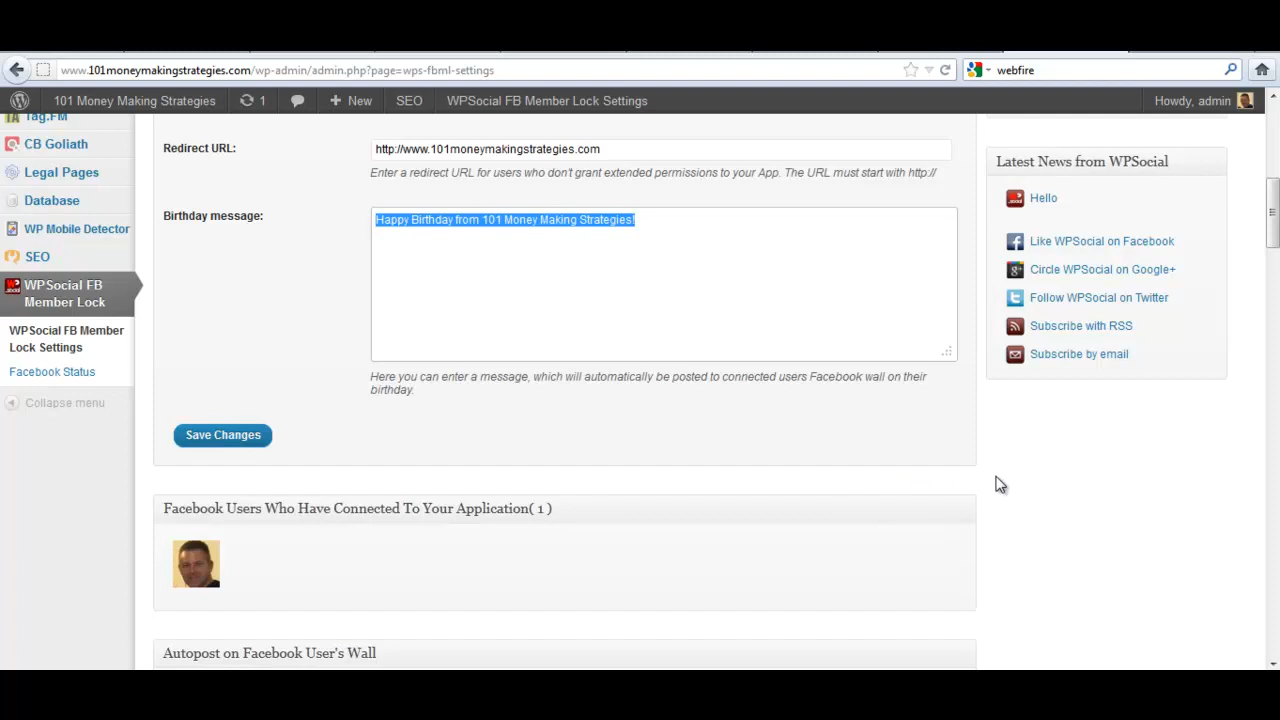 www.101moneymakingstrategies.com/wp-admin/admin.php?page=wps-fbml-settings
webfire
101 Money Making Strategies
1
New
SEO
WPSocial FB Member Lock Settings
Howdy, admin
Tag.FM
CB Goliath
Legal Pages
Database
WP Mobile Detector
SEO
WPSocial FB
Member Lock
WPSocial FB Member
Lock Settings
Facebook Status
Collapse menu
Redirect URL:
http://www.101moneymakingstrategies.com
Enter a redirect URL for users who don't grant extended permissions to your App. The URL must start with http://
Birthday message:
Happy Birthday from 101 Money Making Strategies!
Here you can enter a message, which will automatically be posted to connected users Facebook wall on their
birthday.
Save Changes
Facebook Users Who Have Connected To Your Application( 1 )
Autopost on Facebook User's Wall
Latest News from WPSocial
Hello
Like WPSocial on Facebook
Circle WPSocial on Google+
Follow WPSocial on Twitter
Subscribe with RSS
Subscribe by email